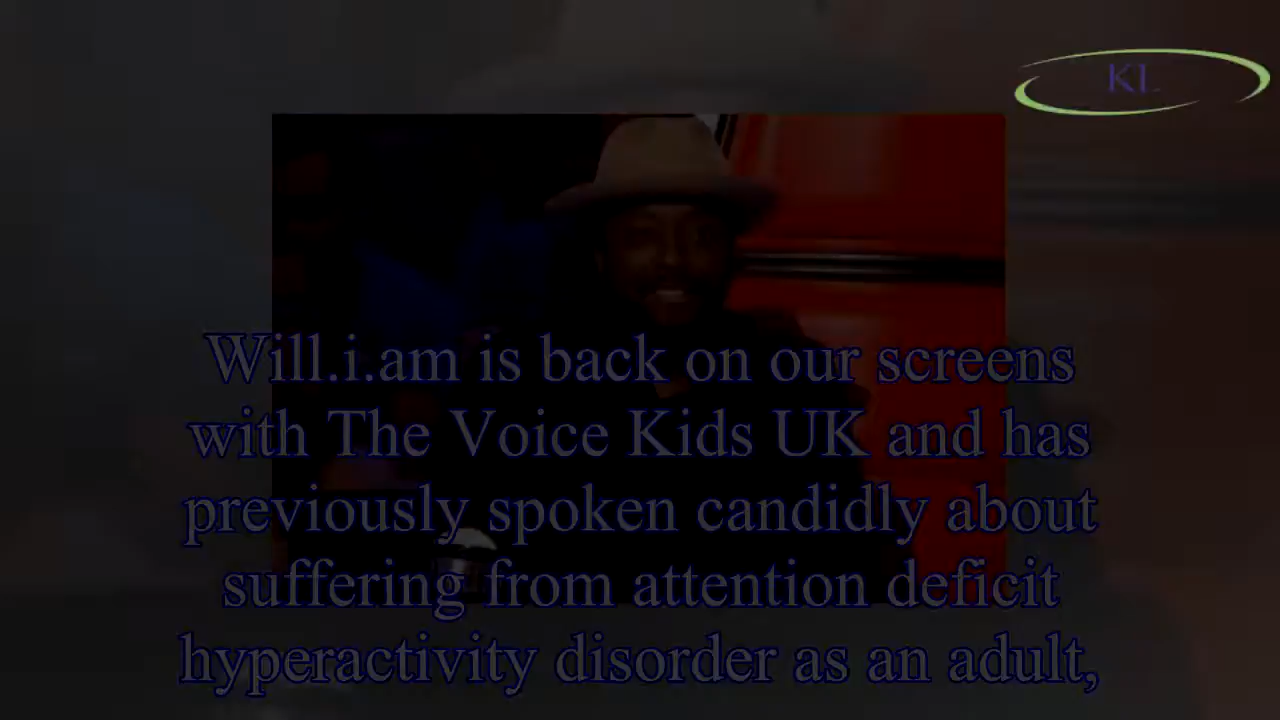 KL
Will.i.am is back on our screens
with The Voice Kids UK and has
previously spoken candidly about
suffering from attention deficit
hyperactivity disorder as an adult,